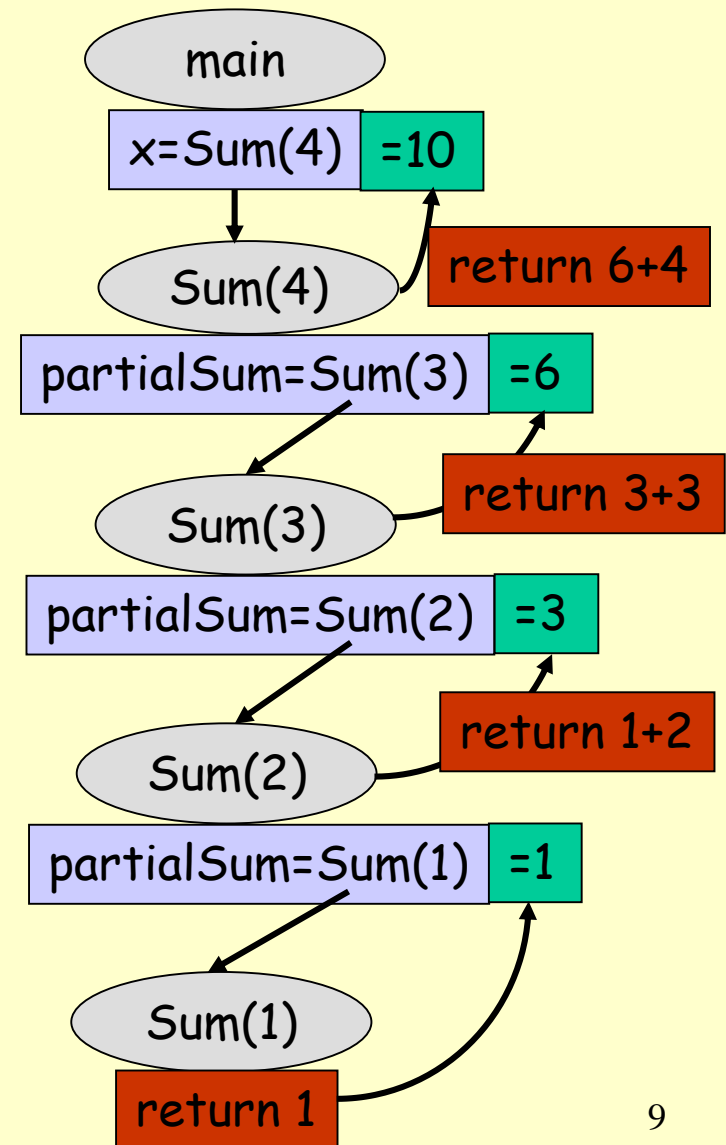 main
x=Sum(4) =10
Sum(4)
return 6+4
partialSum=Sum(3) =6
Sum(3)
return 3+3
partialSum=Sum(2) =3
Sum(2)
return 1+2
partialSum=Sum(1) =1
Sum(1)
return 1
9